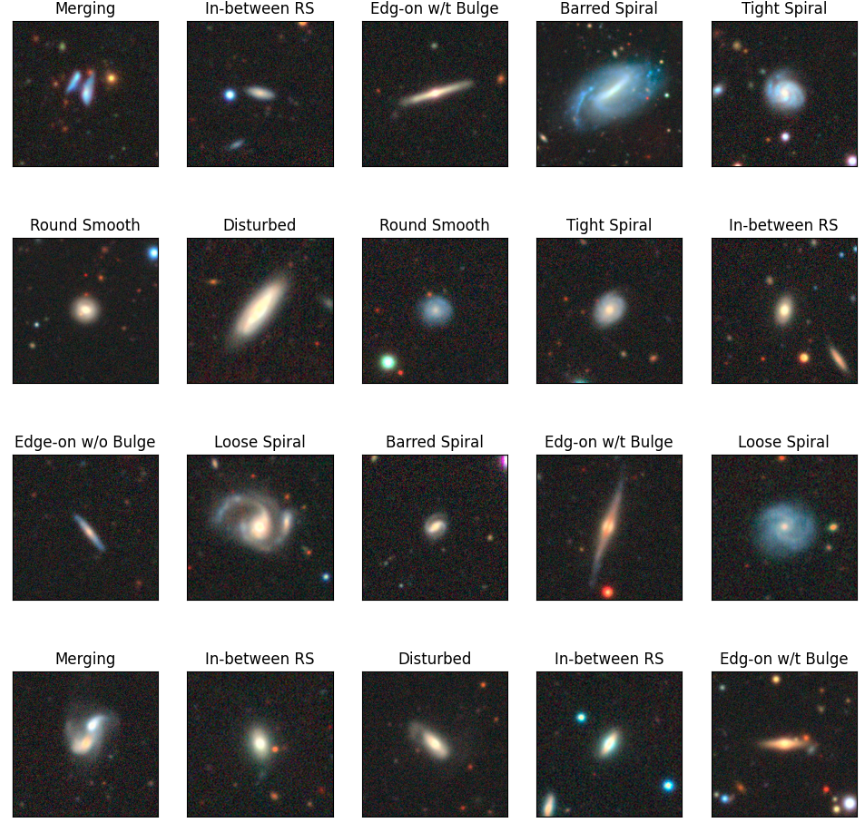 Merging
In-between RS
Edg-on w/t Bulge
Barred Spiral
Tight Spiral
Round Smooth
Disturbed
Round Smooth
Tight Spiral
In-between RS
Edge-on w/o Bulge
Loose Spiral
Barred Spiral
Edg-on w/t Bulge
Loose Spiral
Merging
In-between RS
Disturbed
In-between RS
Edg-on w/t Bulge